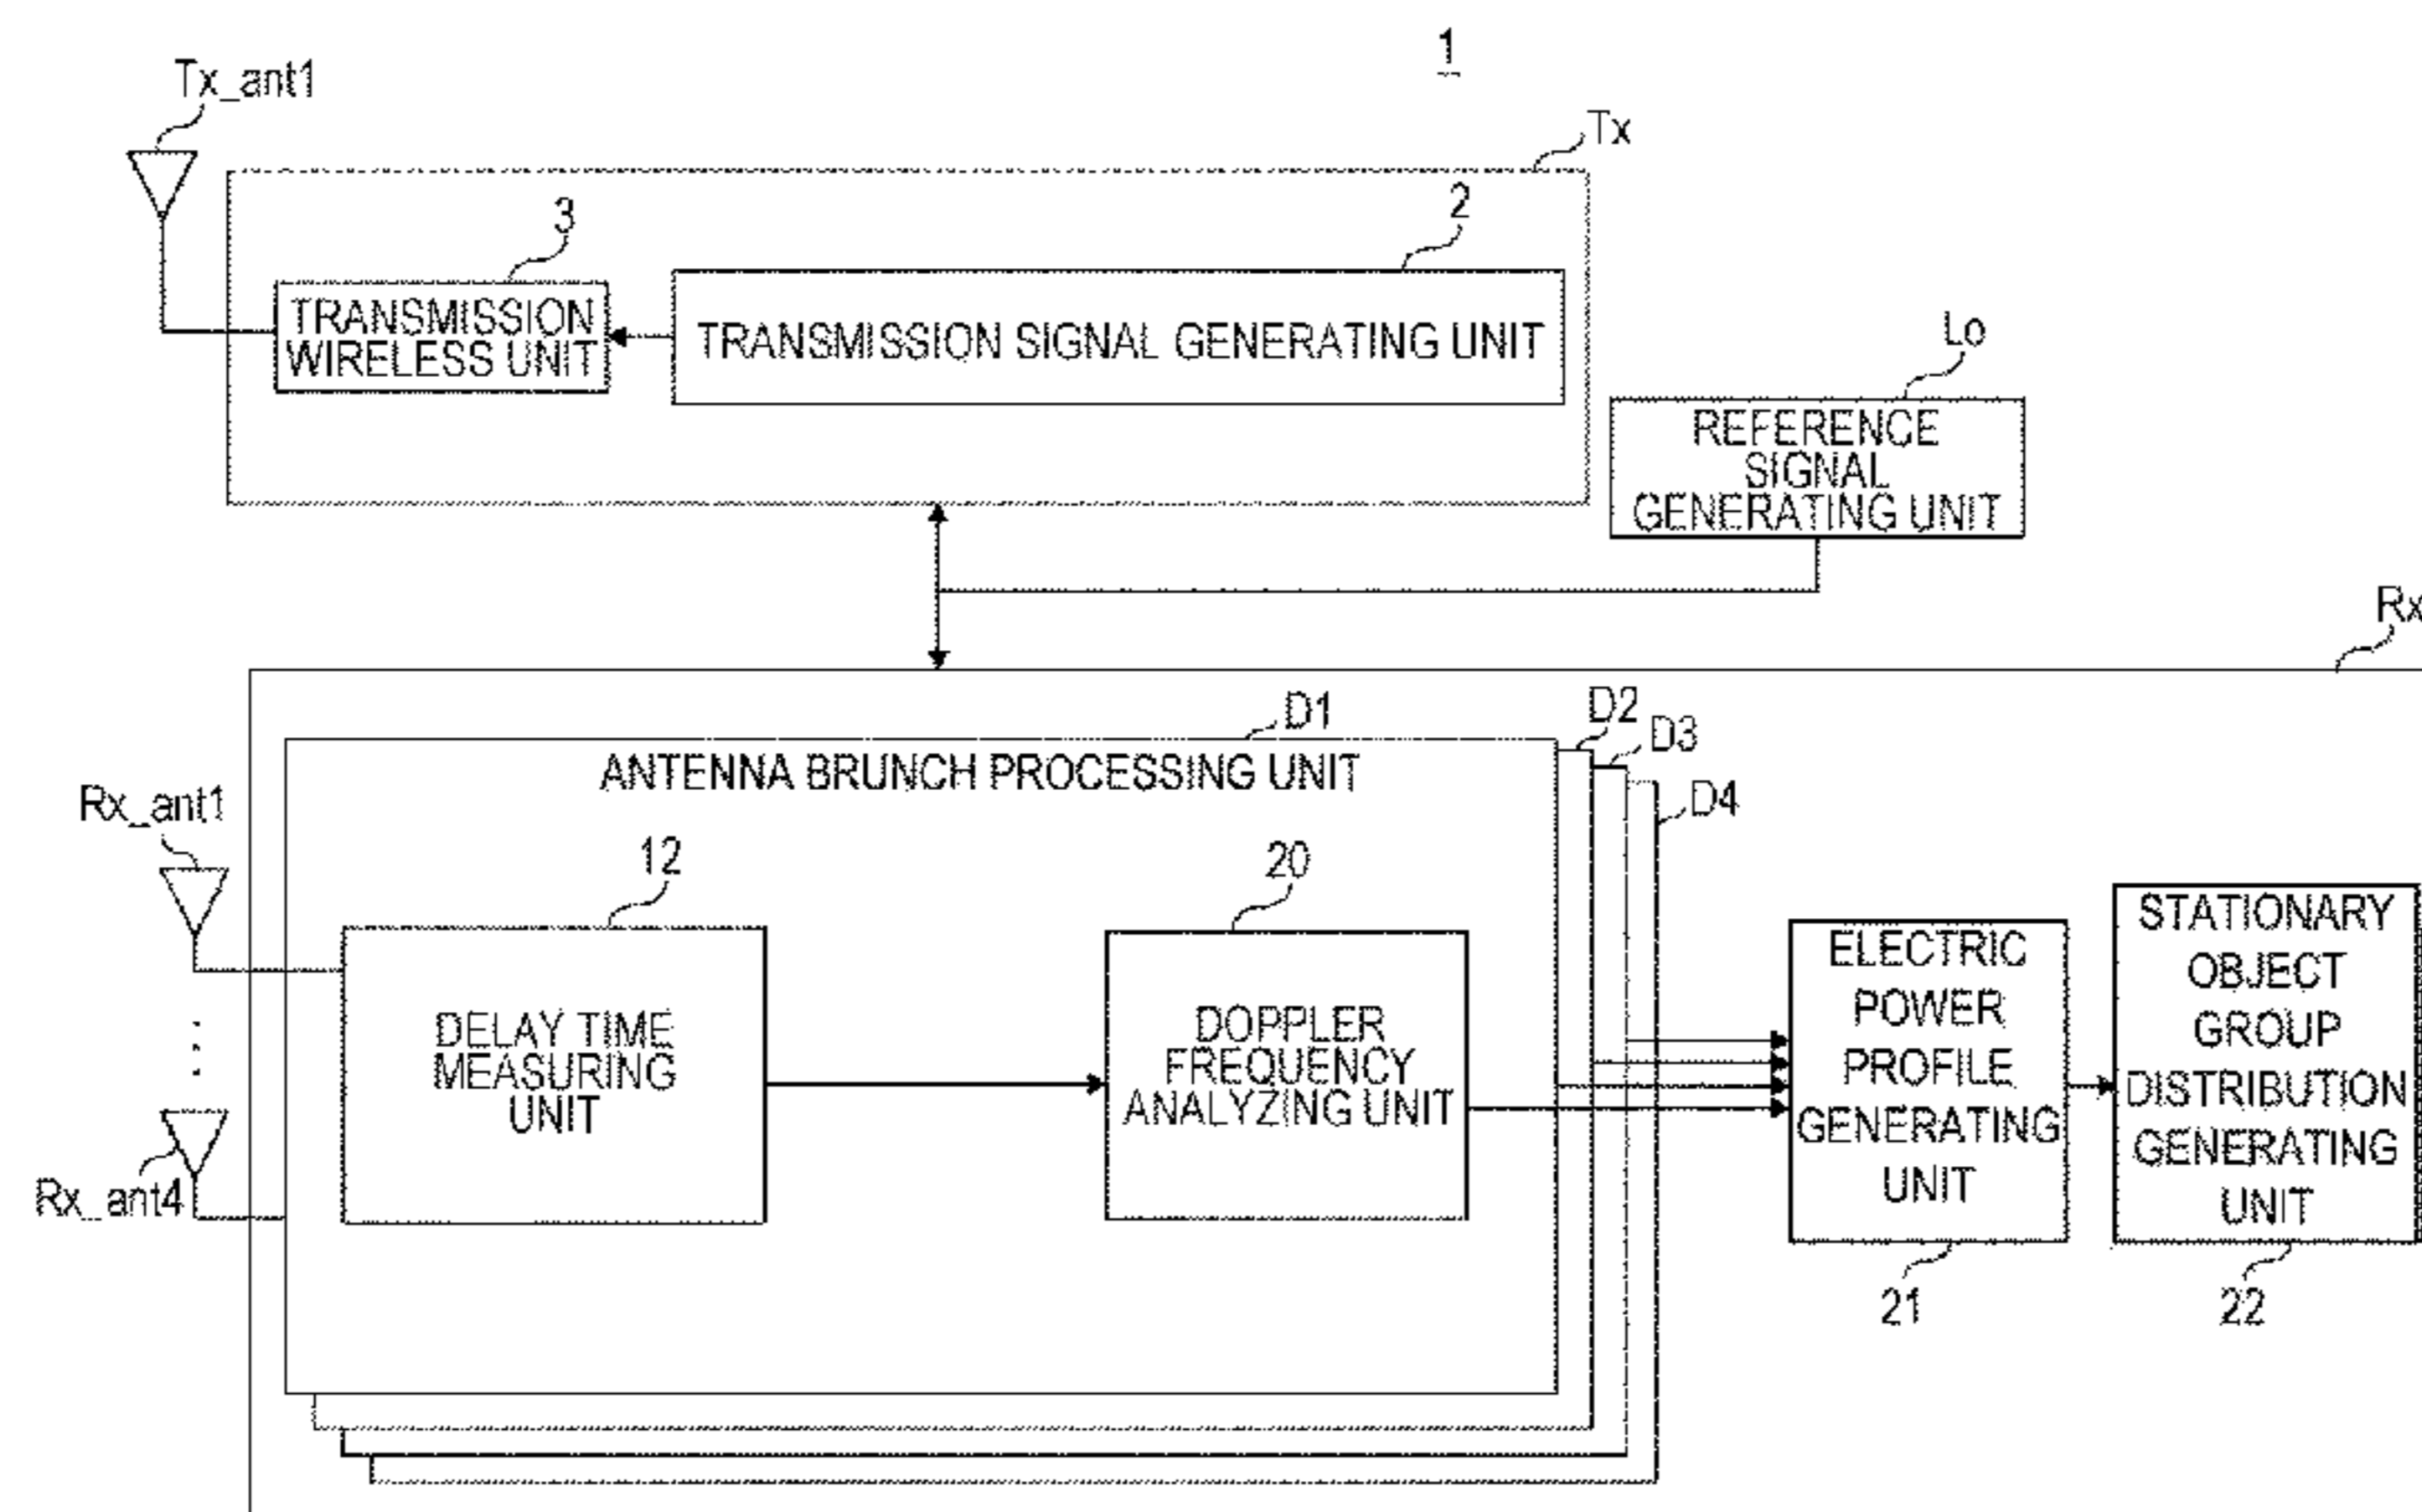 1
Tx_ant1
Tx
3
2
TRANSMISSION
WIRELESS UNIT
TRANSMISSION SIGNAL GENERATING UNIT
Lo
REFERENCE
SIGNAL
GENERATING UNIT
Rx
D1
D2
D3
D4
ANTENNA BRUNCH PROCESSING UNIT
Rx_ant1
12
20
DELAY TIME
MEASURING
UNIT
DOPPLER
FREQUENCY
ANALYZING UNIT
Rx_ant4
ELECTRIC
POWER
PROFILE
GENERATING
UNIT
21
STATIONARY
OBJECT
GROUP
DISTRIBUTION
GENERATING
UNIT
22